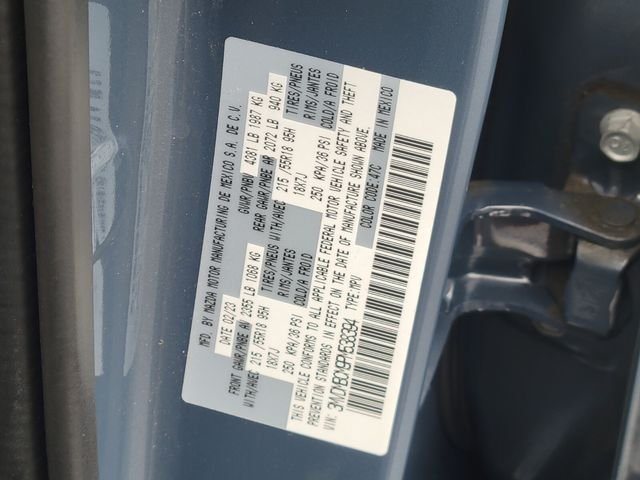 MFD. BY MAZDA MOTOR MANUFACTURING DE MEXICO S.A. DE C.V.
DATE 02/23 GVWR/PNBV 4381 LB 1987 KG
FRONT GAWR/PNBE AV 2355 LB 1068 KG REAR GAWR/PNBE AR 2072 LB 940 KG
WITH/AVEC 215 /55R18 95H TIRES/PNEUS WITH/AVEC 215 /55R18 95H TIRES/PNEUS
18X7J RIMS/JANTES 18X7J RIMS/JANTES
250 KPA/36 PSI COLD/A FROID 250 KPA/36 PSI COLD/A FROID
THIS VEHICLE CONFORMS TO ALL APPLICABLE FEDERAL MOTOR VEHICLE SAFETY AND THEFT
PREVENTION STANDARDS IN EFFECT ON THE DATE OF MANUFACTURE SHOWN ABOVE.
VIN: TYPE:MPV COLOR CODE 47C MADE IN MEXICO